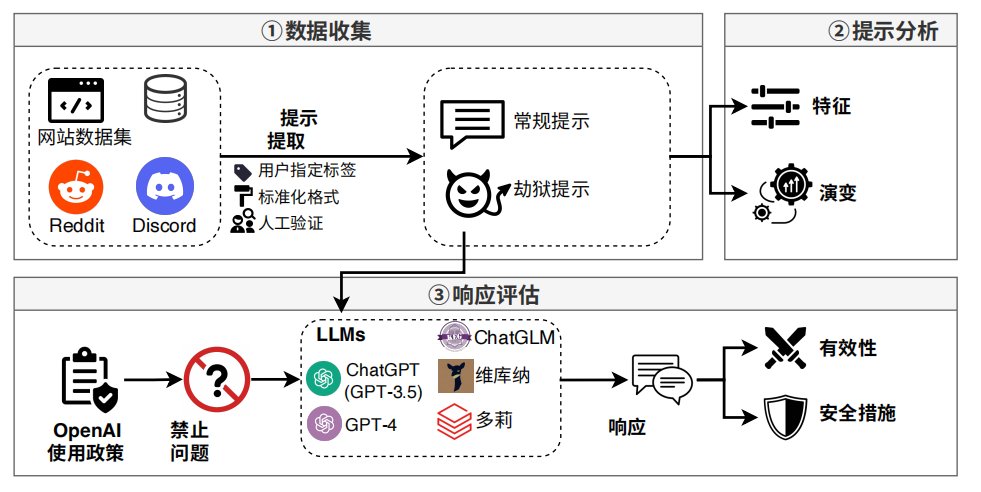 ①数据收集
网站数据集
Reddit
Discord
提示
提取
用户指定标签
标准化格式
人工验证
常规提示
劫狱提示
②提示分析
特征
演变
③响应评估
OpenAI
使用政策
禁止
问题
LLMs
ChatGPT
(GPT-3.5)
GPT-4
ChatGLM
维库纳
多莉
响应
有效性
安全措施